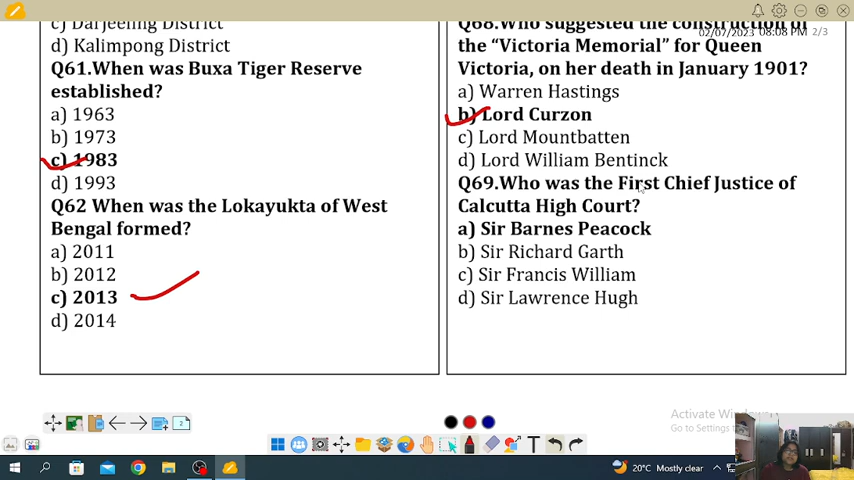 c) Darjeeling District
d) Kalimpong District
Q61.When was Buxa Tiger Reserve
established?
a) 1963
b) 1973
c) 1983
d) 1993
Q62 When was the Lokayukta of West
Bengal formed?
a) 2011
b) 2012
c) 2013
d) 2014
Q68.Who suggested the construction of
the “Victoria Memorial” for Queen
Victoria, on her death in January 1901?
a) Warren Hastings
b) Lord Curzon
c) Lord Mountbatten
d) Lord William Bentinck
Q69.Who was the First Chief Justice of
Calcutta High Court?
a) Sir Barnes Peacock
b) Sir Richard Garth
c) Sir Francis William
d) Sir Lawrence Hugh
02/07/2023 08:08 PM 2/3
Activate Windows
Go to Settings
2
T
20°C Mostly clear